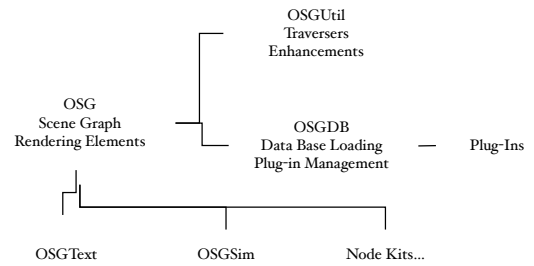 OSGUtil
Traversers
Enhancements
OSG
Scene Graph
Rendering Elements
OSGDB
Data Base Loading
Plug-in Management
Plug-Ins
OSGText
OSGSim
Node Kits...